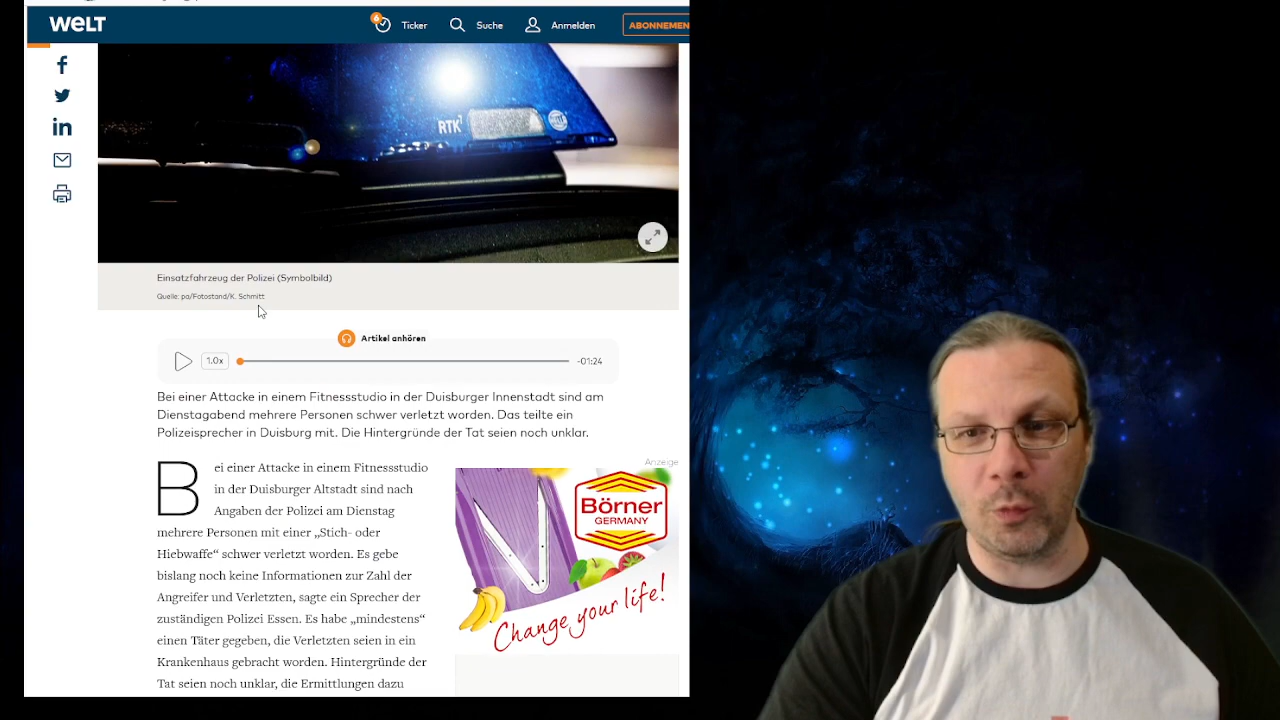 WELT
6
Ticker
Suche
Anmelden
ABONNEMEN
RTK7
Einsatzfahrzeug der Polizei (Symbolbild)
Quelle: pa/Fotostand/K. Schmitt
Artikel anhören
1.0x
-01:24
Bei einer Attacke in einem Fitnessstudio in der Duisburger Innenstadt sind am
Dienstagabend mehrere Personen schwer verletzt worden. Das teilte ein
Polizeisprecher in Duisburg mit. Die Hintergründe der Tat seien noch unklar.
Bei einer Attacke in einem Fitnessstudio
in der Duisburger Altstadt sind nach
Angaben der Polizei am Dienstag
mehrere Personen mit einer „Stich- oder
Hiebwaffe“ schwer verletzt worden. Es gebe
bislang noch keine Informationen zur Zahl der
Angreifer und Verletzten, sagte ein Sprecher der
zuständigen Polizei Essen. Es habe „mindestens“
einen Täter gegeben, die Verletzten seien in ein
Krankenhaus gebracht worden. Hintergründe der
Tat seien noch unklar, die Ermittlungen dazu
Anzeige
Börner
GERMANY
Change your life!